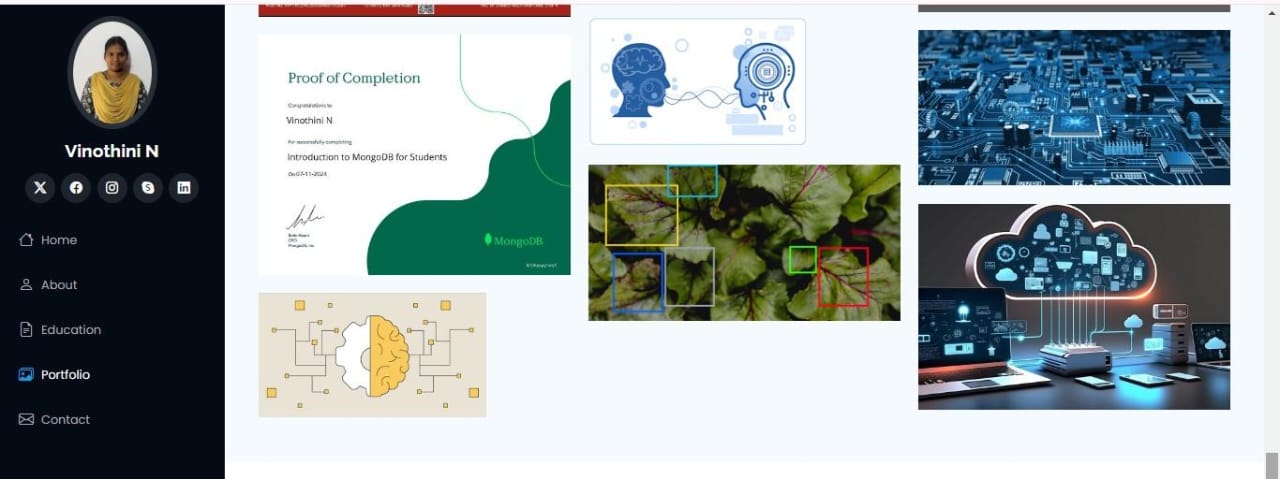 Vinothini N
Home
About
Education
Portfolio
Contact
Proof of Completion
Congratulations to
Vinothini N
for successfully completing
Introduction to MongoDB for Students
On 07-11-2024
CEO
MongoDB, Inc
MongoDB